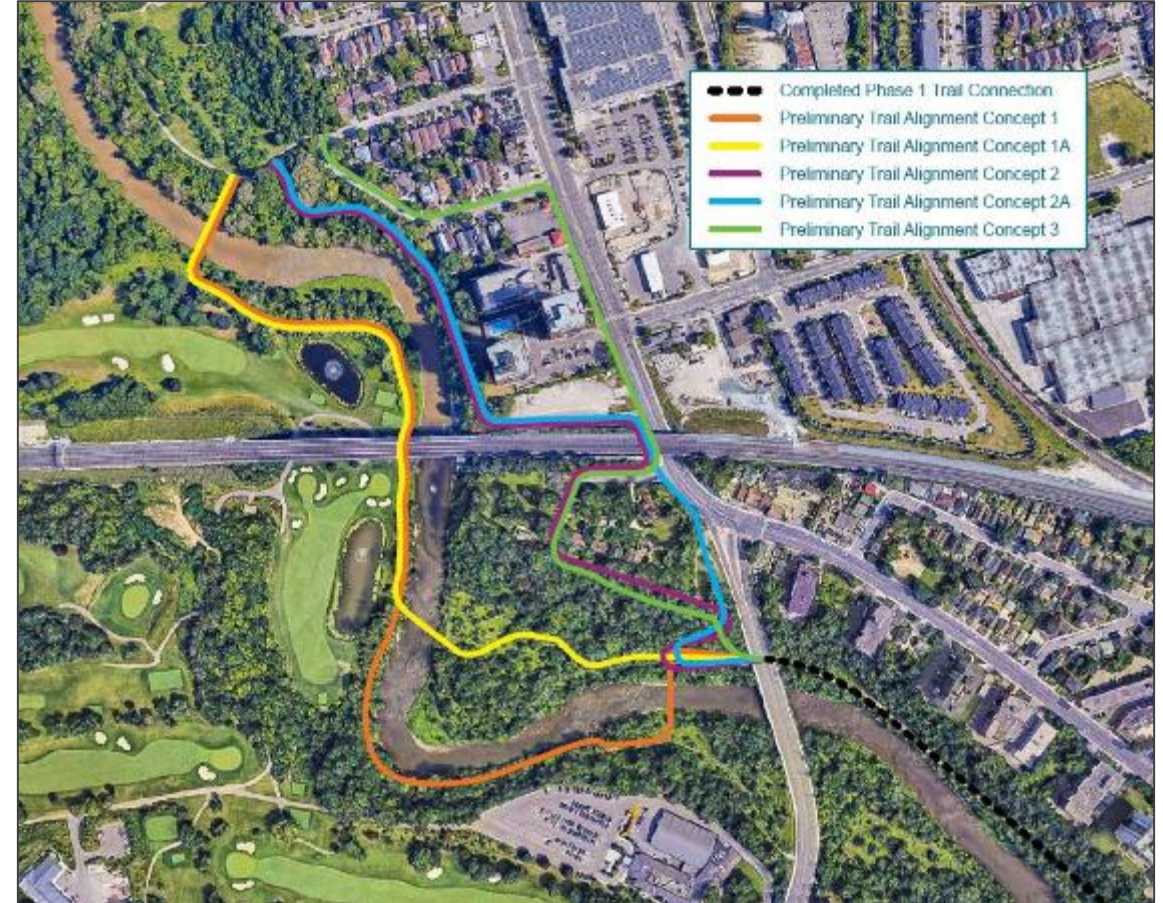 Completed Phase 1 Trail Connection
Preliminary Trail Alignment Concept 1
Preliminary Trail Alignment Concept 1A
Preliminary Trail Alignment Concept 2
Preliminary Trail Alignment Concept 2A
Preliminary Trail Alignment Concept 3